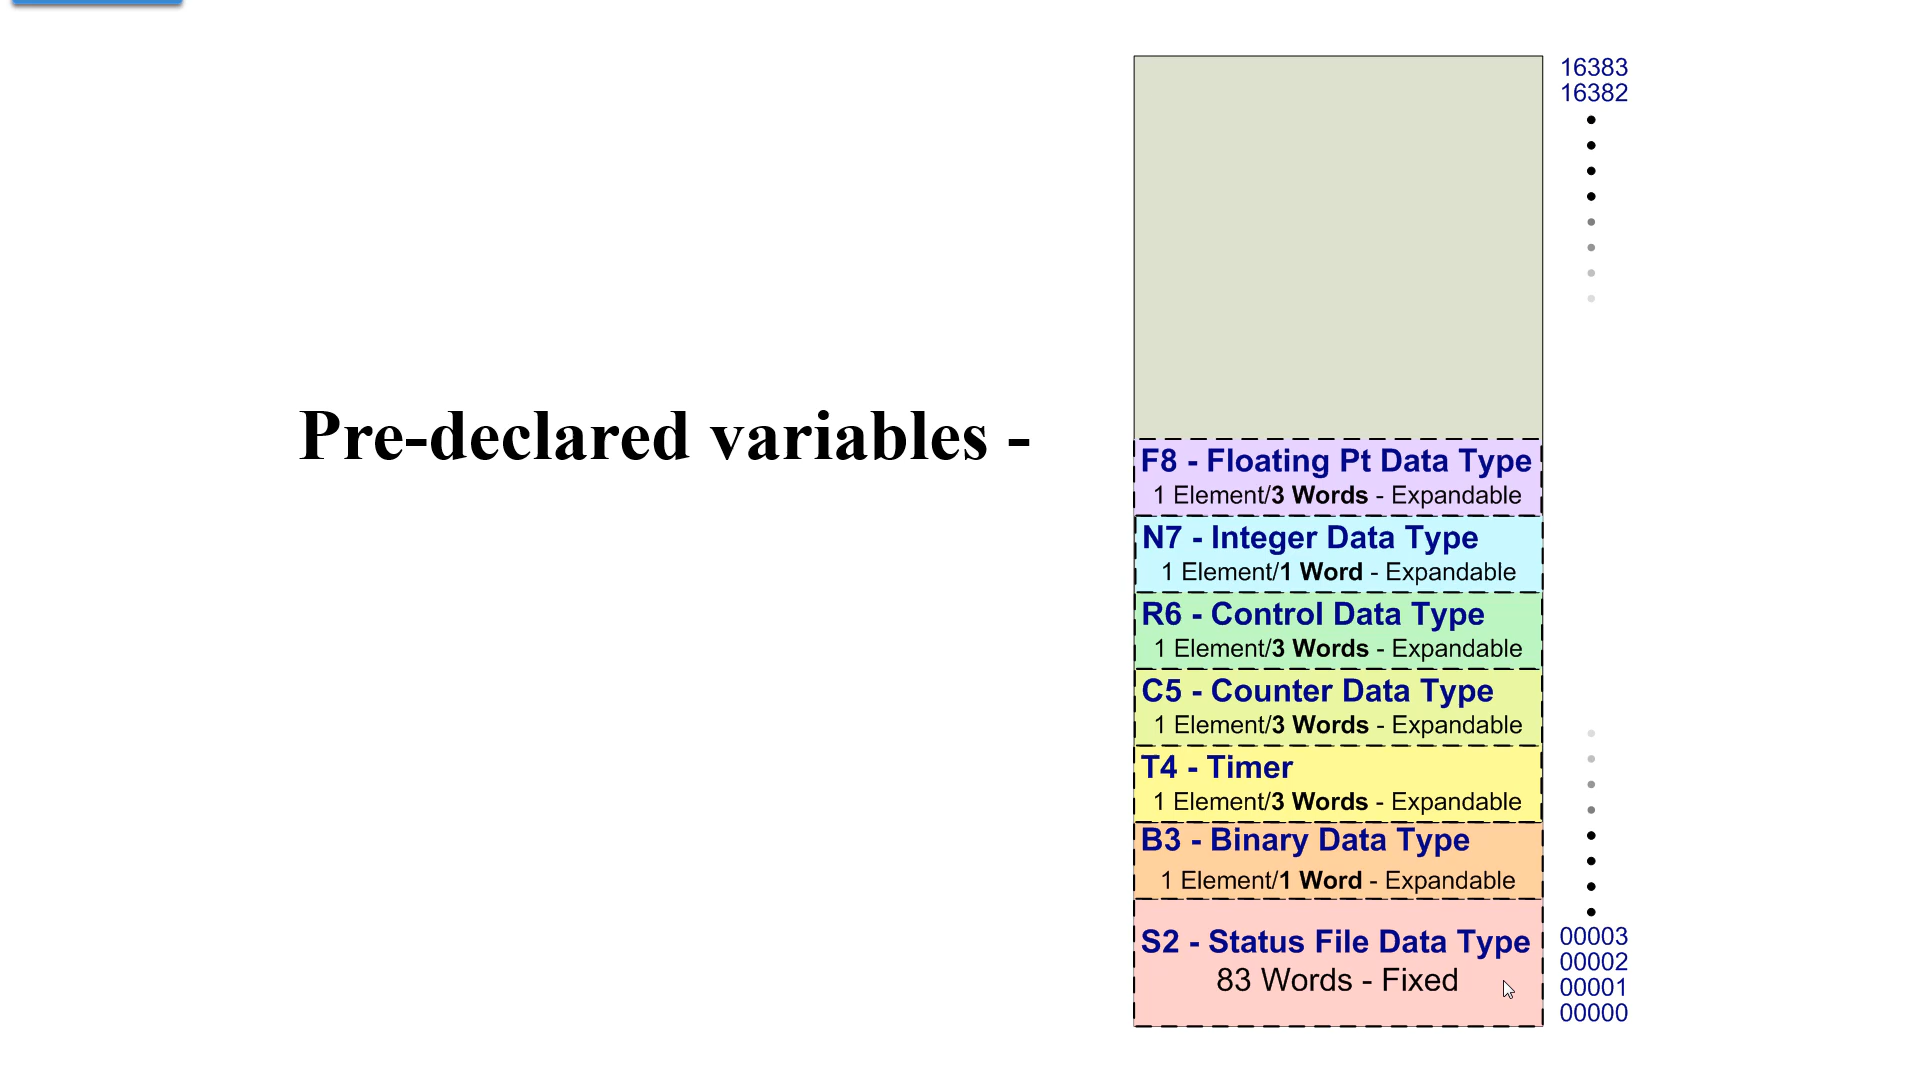 Pre-declared variables -
16383
16382
F8 - Floating Pt Data Type
1 Element/3 Words - Expandable
N7 - Integer Data Type
1 Element/1 Word - Expandable
R6 - Control Data Type
1 Element/3 Words - Expandable
C5 - Counter Data Type
1 Element/3 Words - Expandable
T4 - Timer
1 Element/3 Words - Expandable
B3 - Binary Data Type
1 Element/1 Word - Expandable
S2 - Status File Data Type
83 Words - Fixed
00003
00002
00001
00000